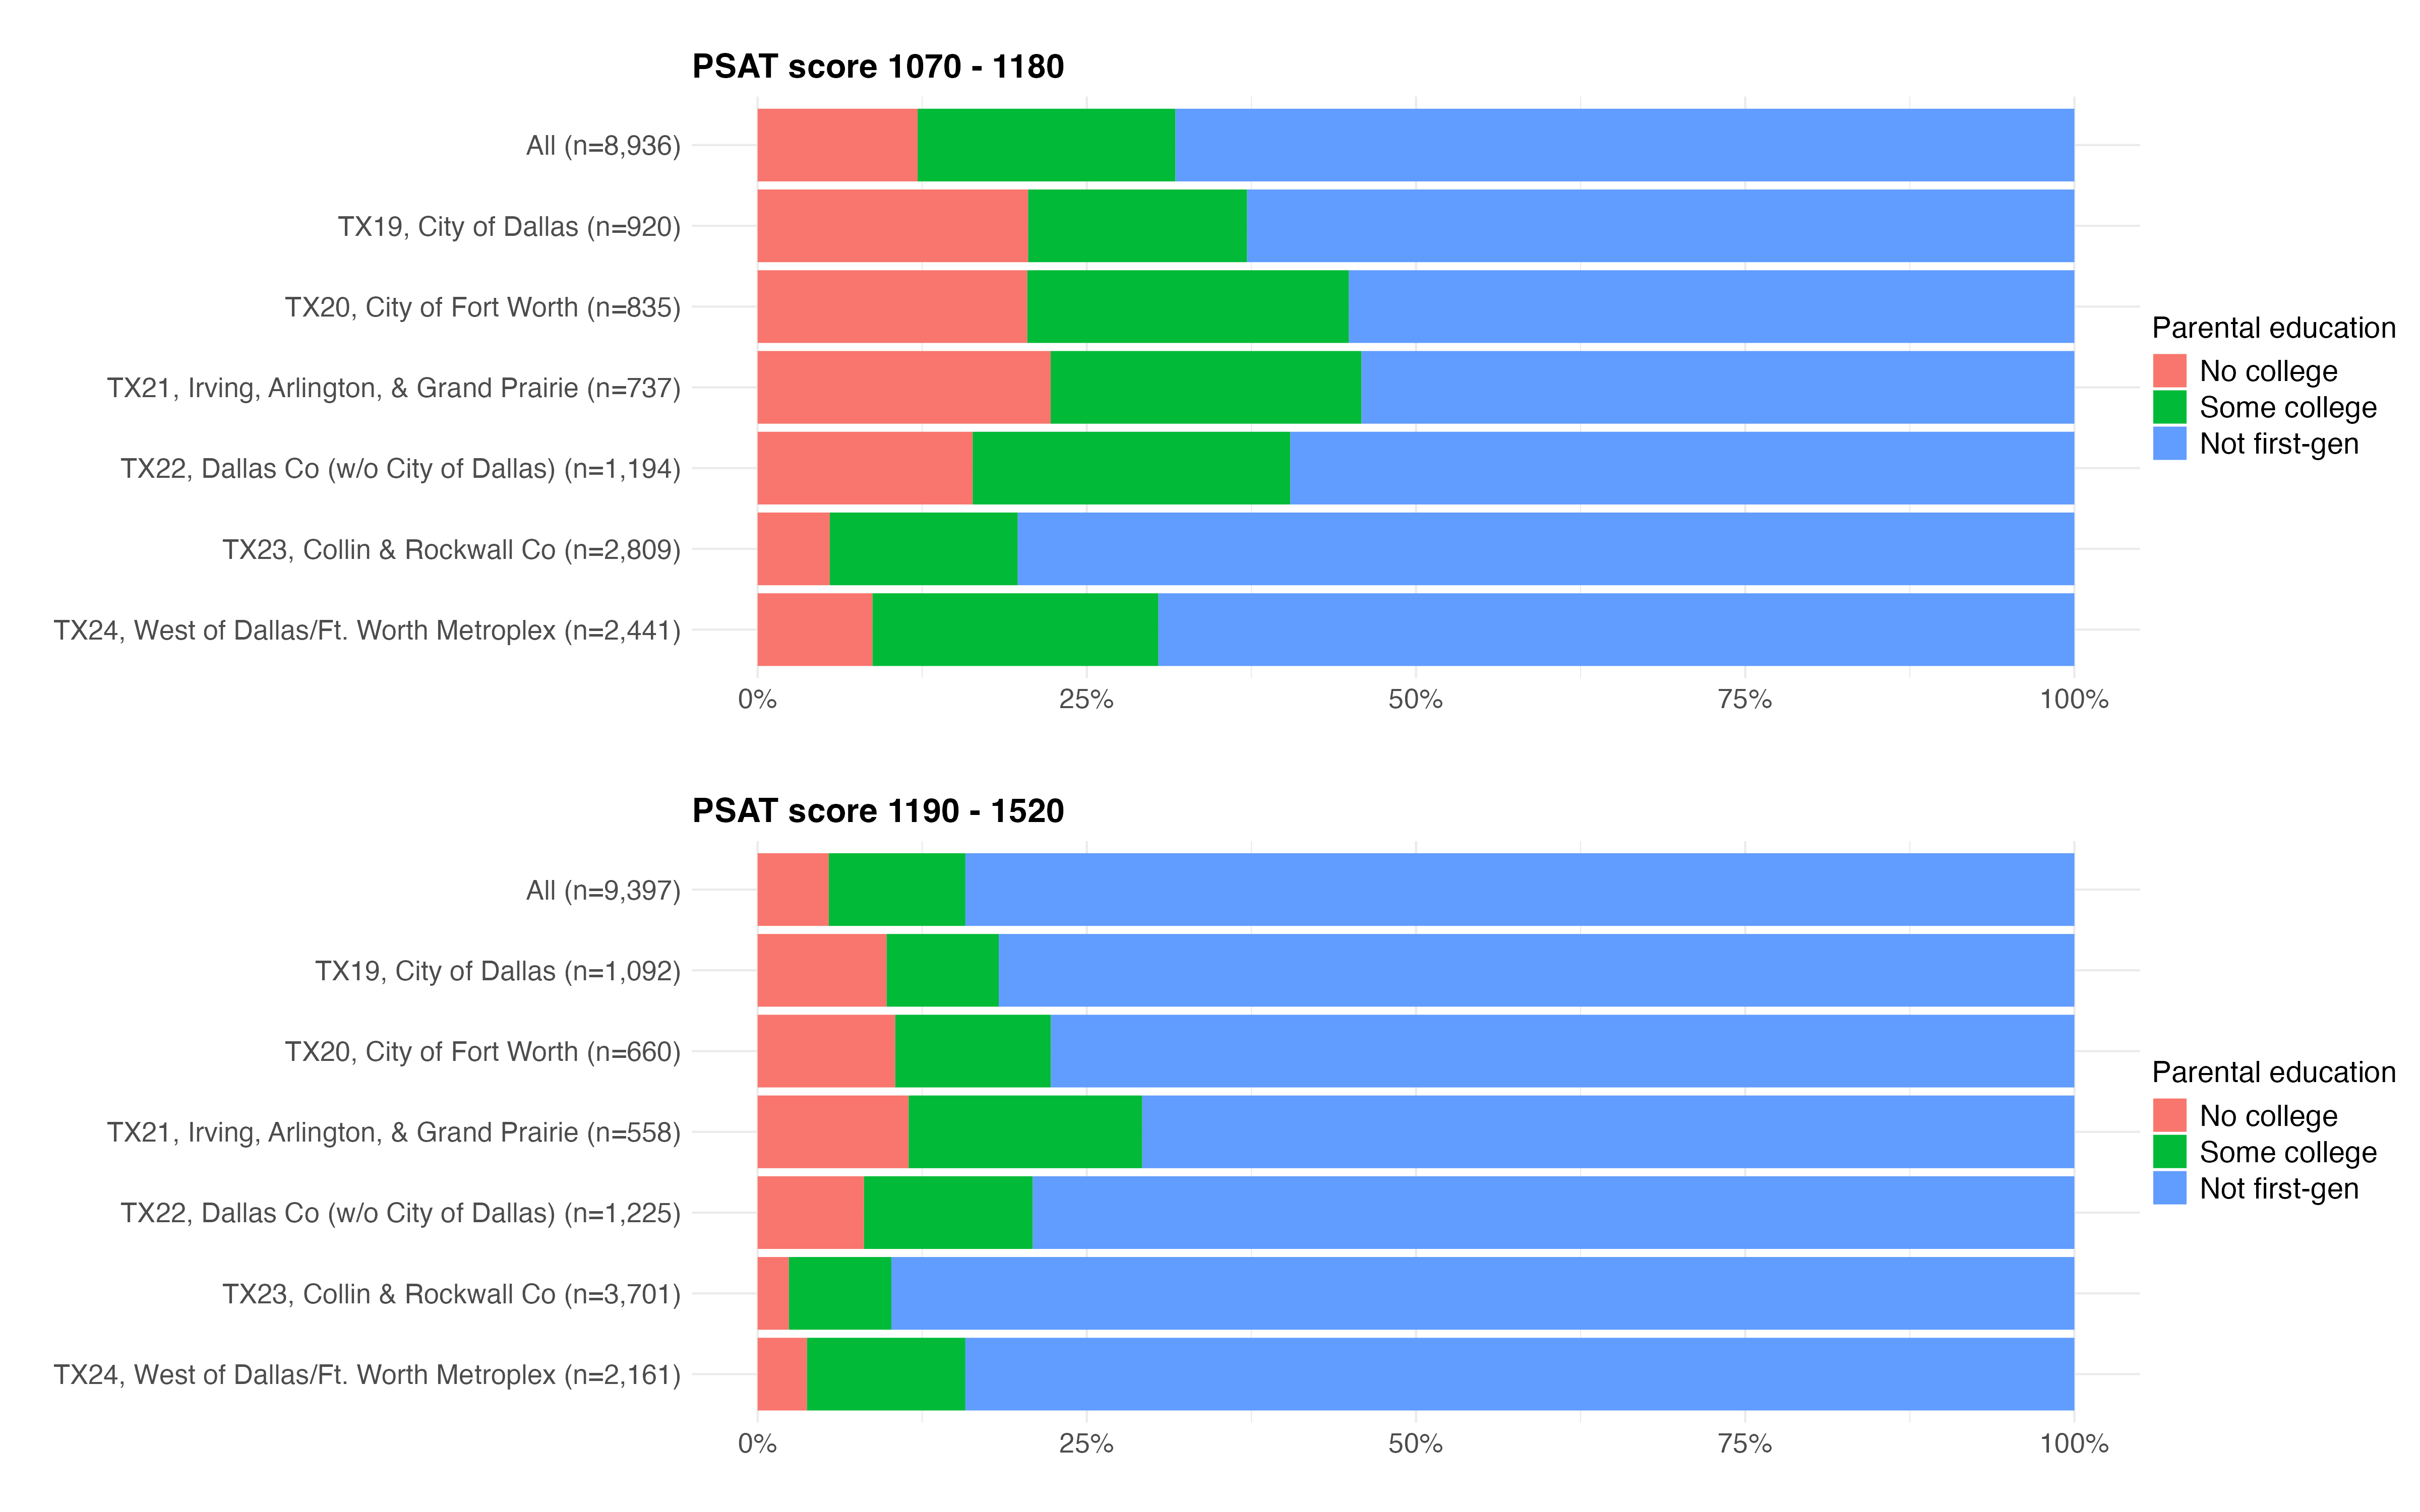 PSAT score 1070 - 1180
All (n=8,936)
TX19, City of Dallas (n=920)
TX20, City of Fort Worth (n=835)
TX21, Irving, Arlington, & Grand Prairie (n=737)
TX22, Dallas Co (w/o City of Dallas) (n=1,194)
TX23, Collin & Rockwall Co (n=2,809)
TX24, West of Dallas/Ft. Worth Metroplex (n=2,441)
0% 25% 50% 75% 100%
Parental education
No college
Some college
Not first-gen
PSAT score 1190 - 1520
All (n=9,397)
TX19, City of Dallas (n=1,092)
TX20, City of Fort Worth (n=660)
TX21, Irving, Arlington, & Grand Prairie (n=558)
TX22, Dallas Co (w/o City of Dallas) (n=1,225)
TX23, Collin & Rockwall Co (n=3,701)
TX24, West of Dallas/Ft. Worth Metroplex (n=2,161)
0% 25% 50% 75% 100%
Parental education
No college
Some college
Not first-gen